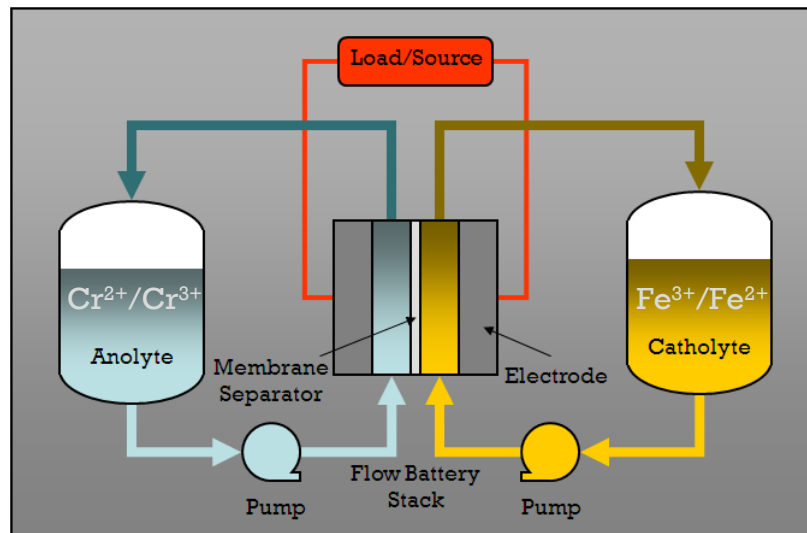 Load/Source
Cr²⁺/Cr³⁺
Anolyte
Fe³⁺/Fe²⁺
Catholyte
Membrane
Separator
Electrode
Flow Battery
Stack
Pump
Pump